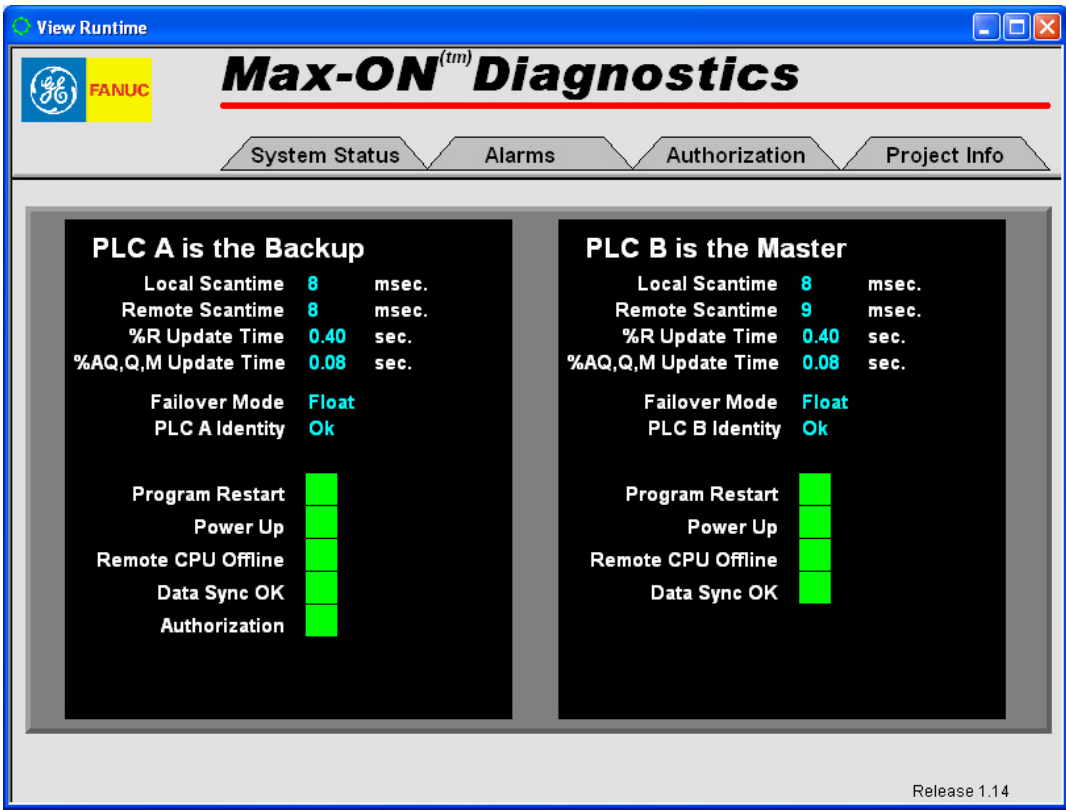 View Runtime
GE FANUC
Max-ON(tm) Diagnostics
System Status Alarms Authorization Project Info
PLC A is the Backup
Local Scantime 8 msec.
Remote Scantime 8 msec.
%R Update Time 0.40 sec.
%AQ,Q,M Update Time 0.08 sec.
Failover Mode Float
PLC A Identity Ok
Program Restart
Power Up
Remote CPU Offline
Data Sync OK
Authorization
PLC B is the Master
Local Scantime 8 msec.
Remote Scantime 9 msec.
%R Update Time 0.40 sec.
%AQ,Q,M Update Time 0.08 sec.
Failover Mode Float
PLC B Identity Ok
Program Restart
Power Up
Remote CPU Offline
Data Sync OK
Release 1.14